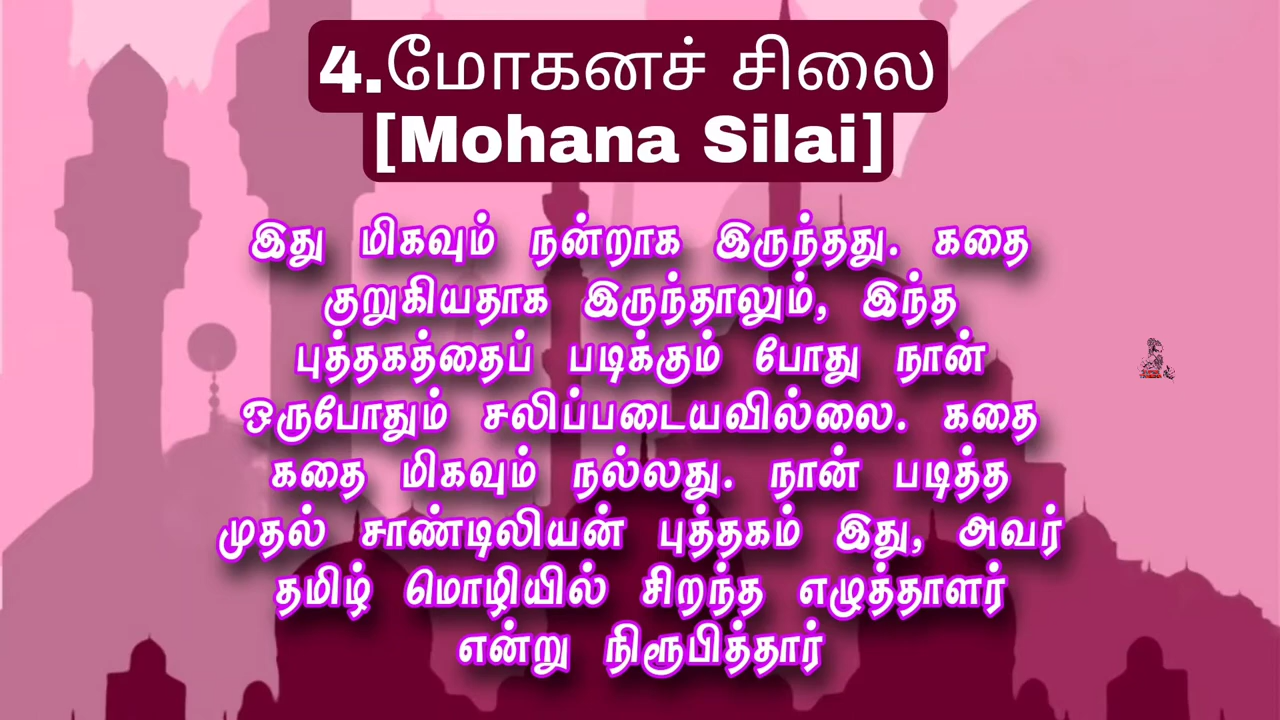 4.மோகனச் சிலை
[Mohana Silai]
இது மிகவும் நன்றாக இருந்தது. கதை
குறுகியதாக இருந்தாலும், இந்த
புத்தகத்தைப் படிக்கும் போது நான்
ஒருபோதும் சலிப்படையவில்லை. கதை
கதை மிகவும் நல்லது. நான் படித்த
முதல் சாண்டிலியன் புத்தகம் இது, அவர்
தமிழ் மொழியில் சிறந்த எழுத்தாளர்
என்று நிரூபித்தார்